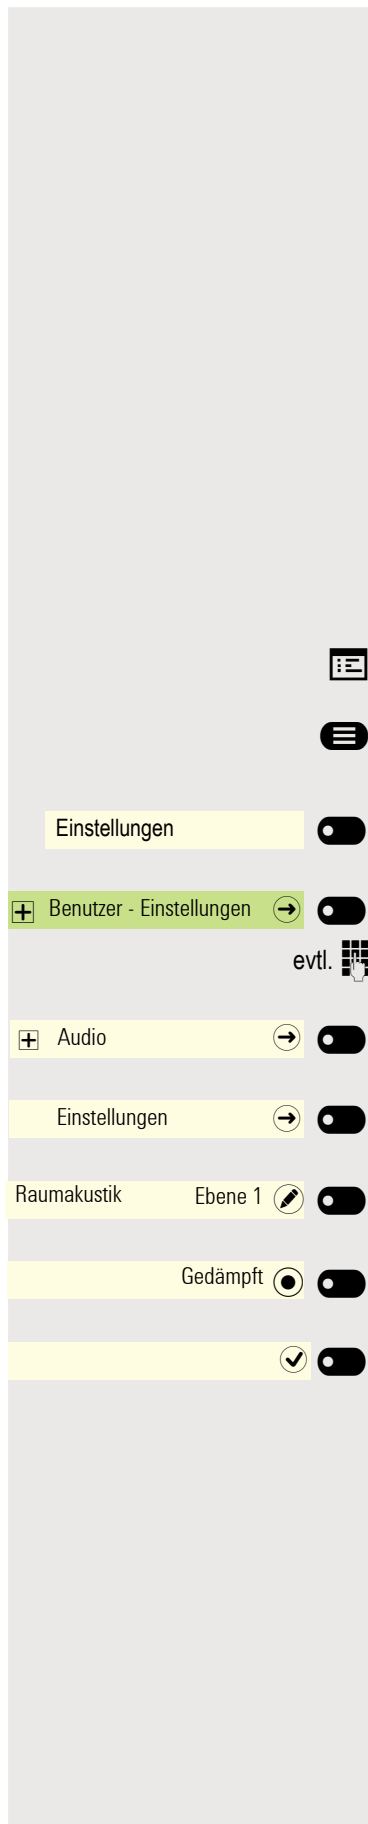 Einstellungen
Benutzer - Einstellungen
evtl.
Audio
Einstellungen
Raumakustik Ebene 1
Gedämpft